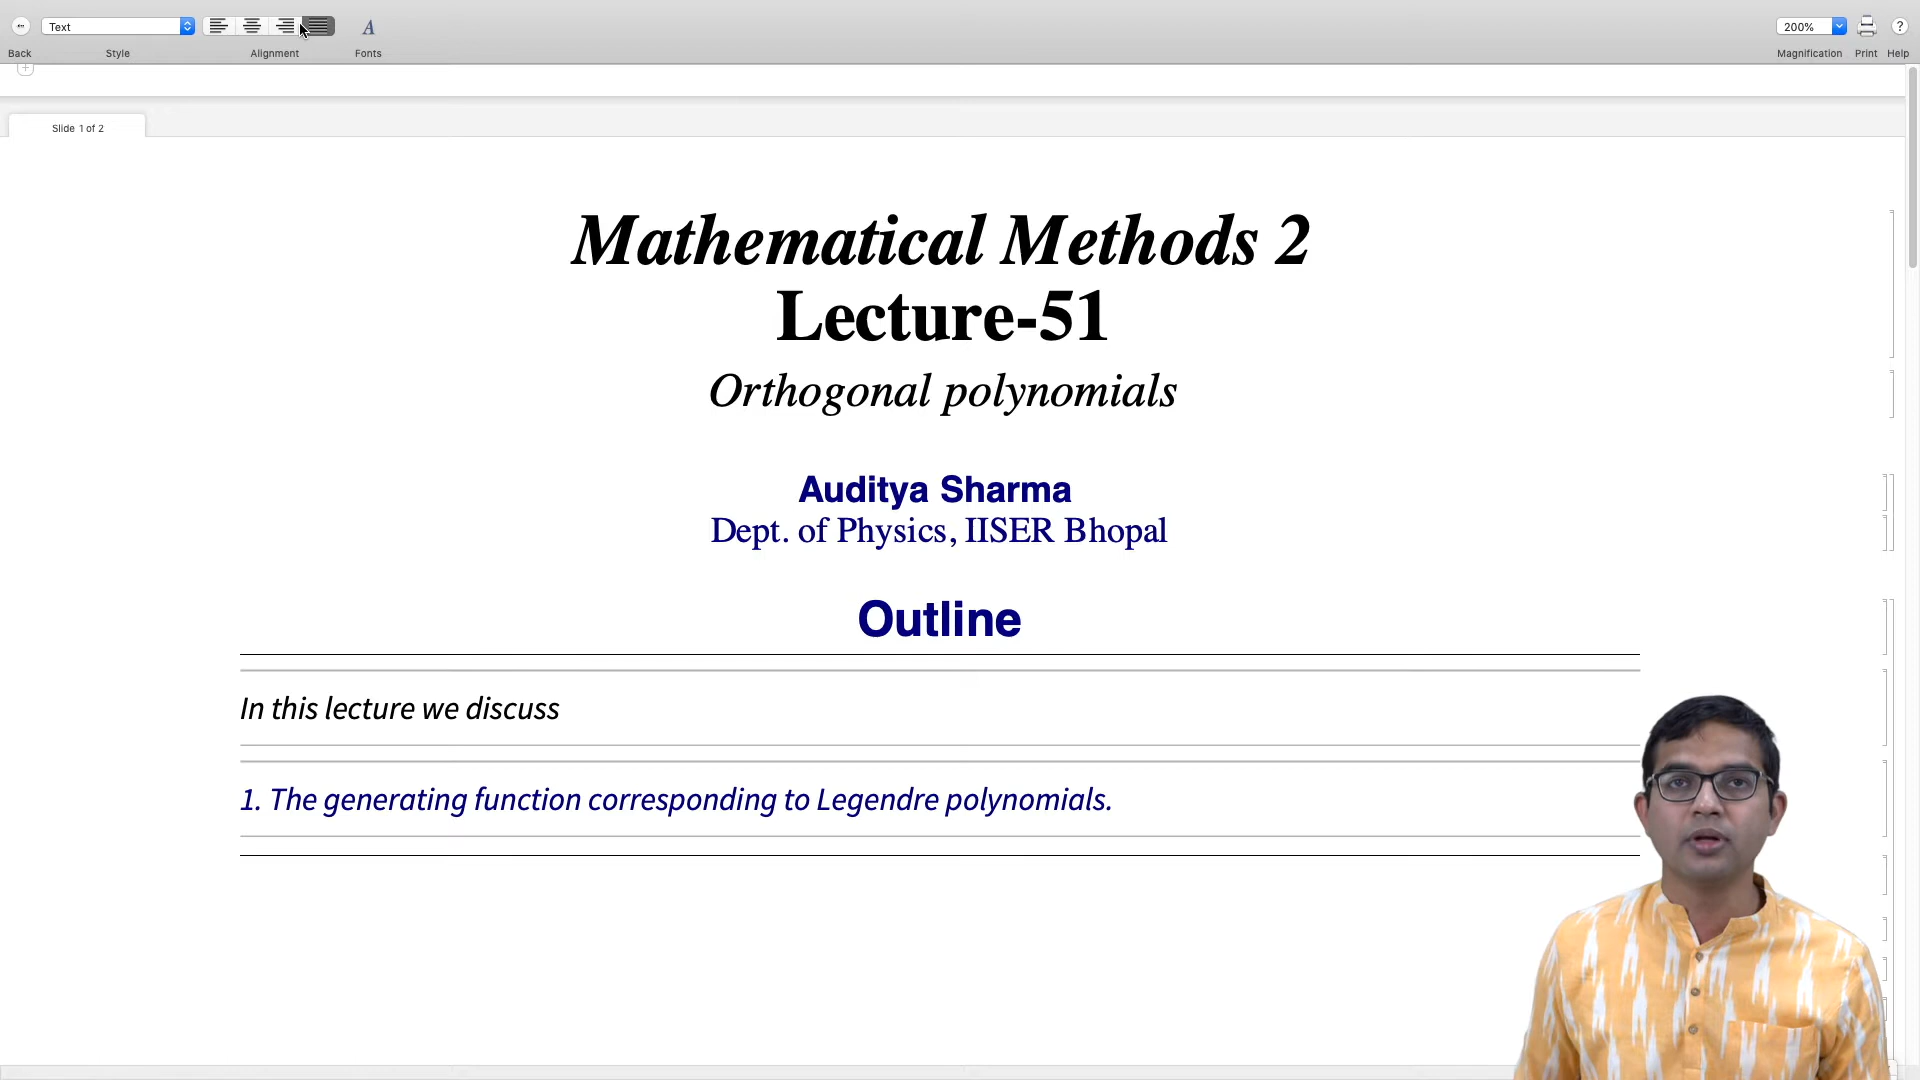 Text
200%
Back
Style
Alignment
Fonts
Magnification
Print
Help
Slide 1 of 2
Mathematical Methods 2
Lecture-51
Orthogonal polynomials
Auditya Sharma
Dept. of Physics, IISER Bhopal
Outline
In this lecture we discuss
1. The generating function corresponding to Legendre polynomials.